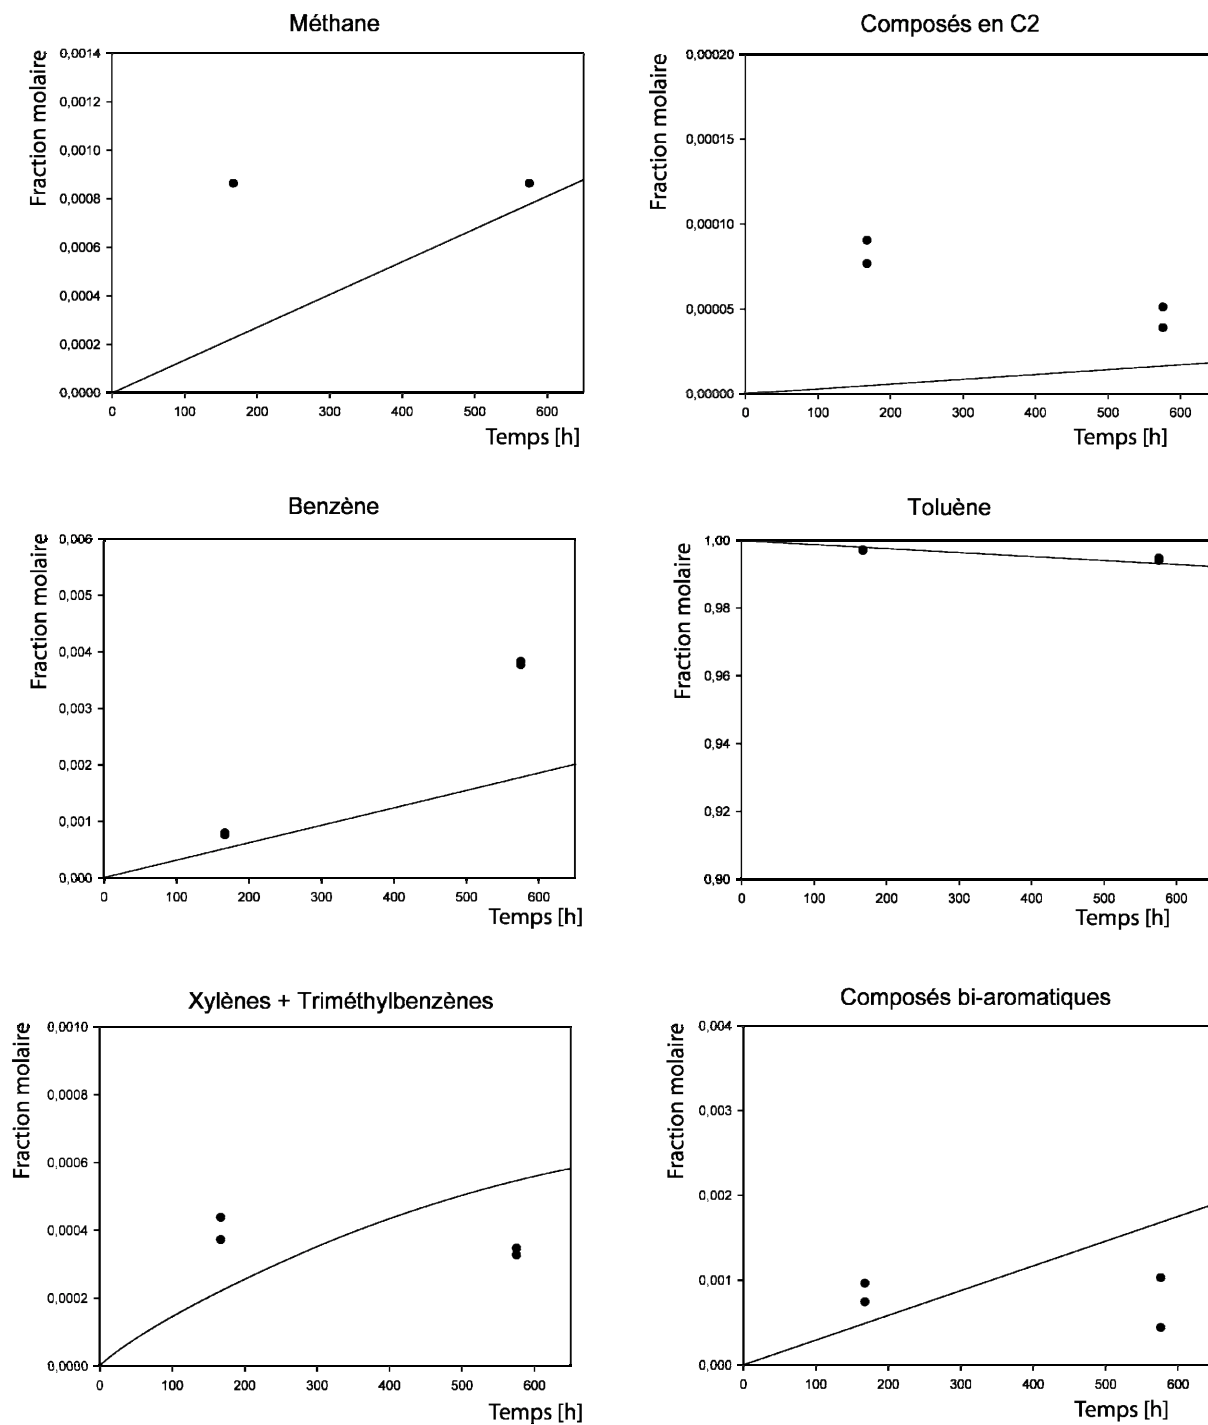 Méthane
Fraction molaire
0,0014
0,0012
0,0010
0,0008
0,0006
0,0004
0,0002
0,0000
0 100 200 300 400 500 600
Temps [h]
Composés en C2
Fraction molaire
0,00020
0,00015
0,00010
0,00005
0,00000
0 100 200 300 400 500 600
Temps [h]
Benzène
Fraction molaire
0,006
0,005
0,004
0,003
0,002
0,001
0,000
0 100 200 300 400 500 600
Temps [h]
Toluène
Fraction molaire
1,00
0,98
0,96
0,94
0,92
0,90
0 100 200 300 400 500 600
Temps [h]
Xylènes + Triméthylbenzènes
Fraction molaire
0,0010
0,0008
0,0006
0,0004
0,0002
0,0000
0 100 200 300 400 500 600
Temps [h]
Composés bi-aromatiques
Fraction molaire
0,004
0,003
0,002
0,001
0,000
0 100 200 300 400 500 600
Temps [h]